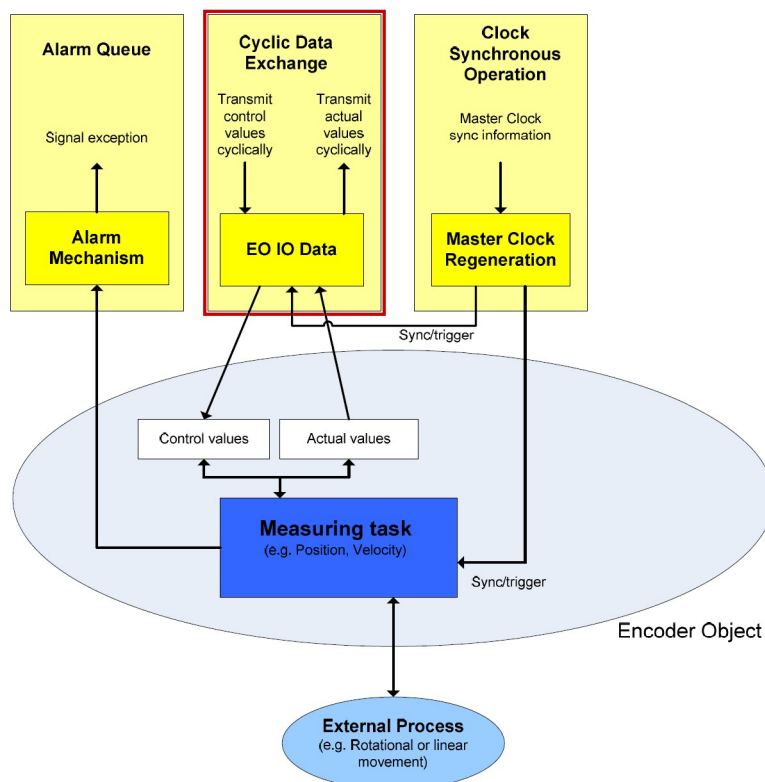 Alarm Queue
Signal exception
Alarm
Mechanism
Cyclic Data
Exchange
Transmit
control
values
cyclically
Transmit
actual
values
cyclically
EO IO Data
Clock
Synchronous
Operation
Master Clock
sync information
Master Clock
Regeneration
Sync/trigger
Control values
Actual values
Measuring task
(e.g. Position, Velocity)
Sync/trigger
Encoder Object
External Process
(e.g. Rotational or linear
movement)